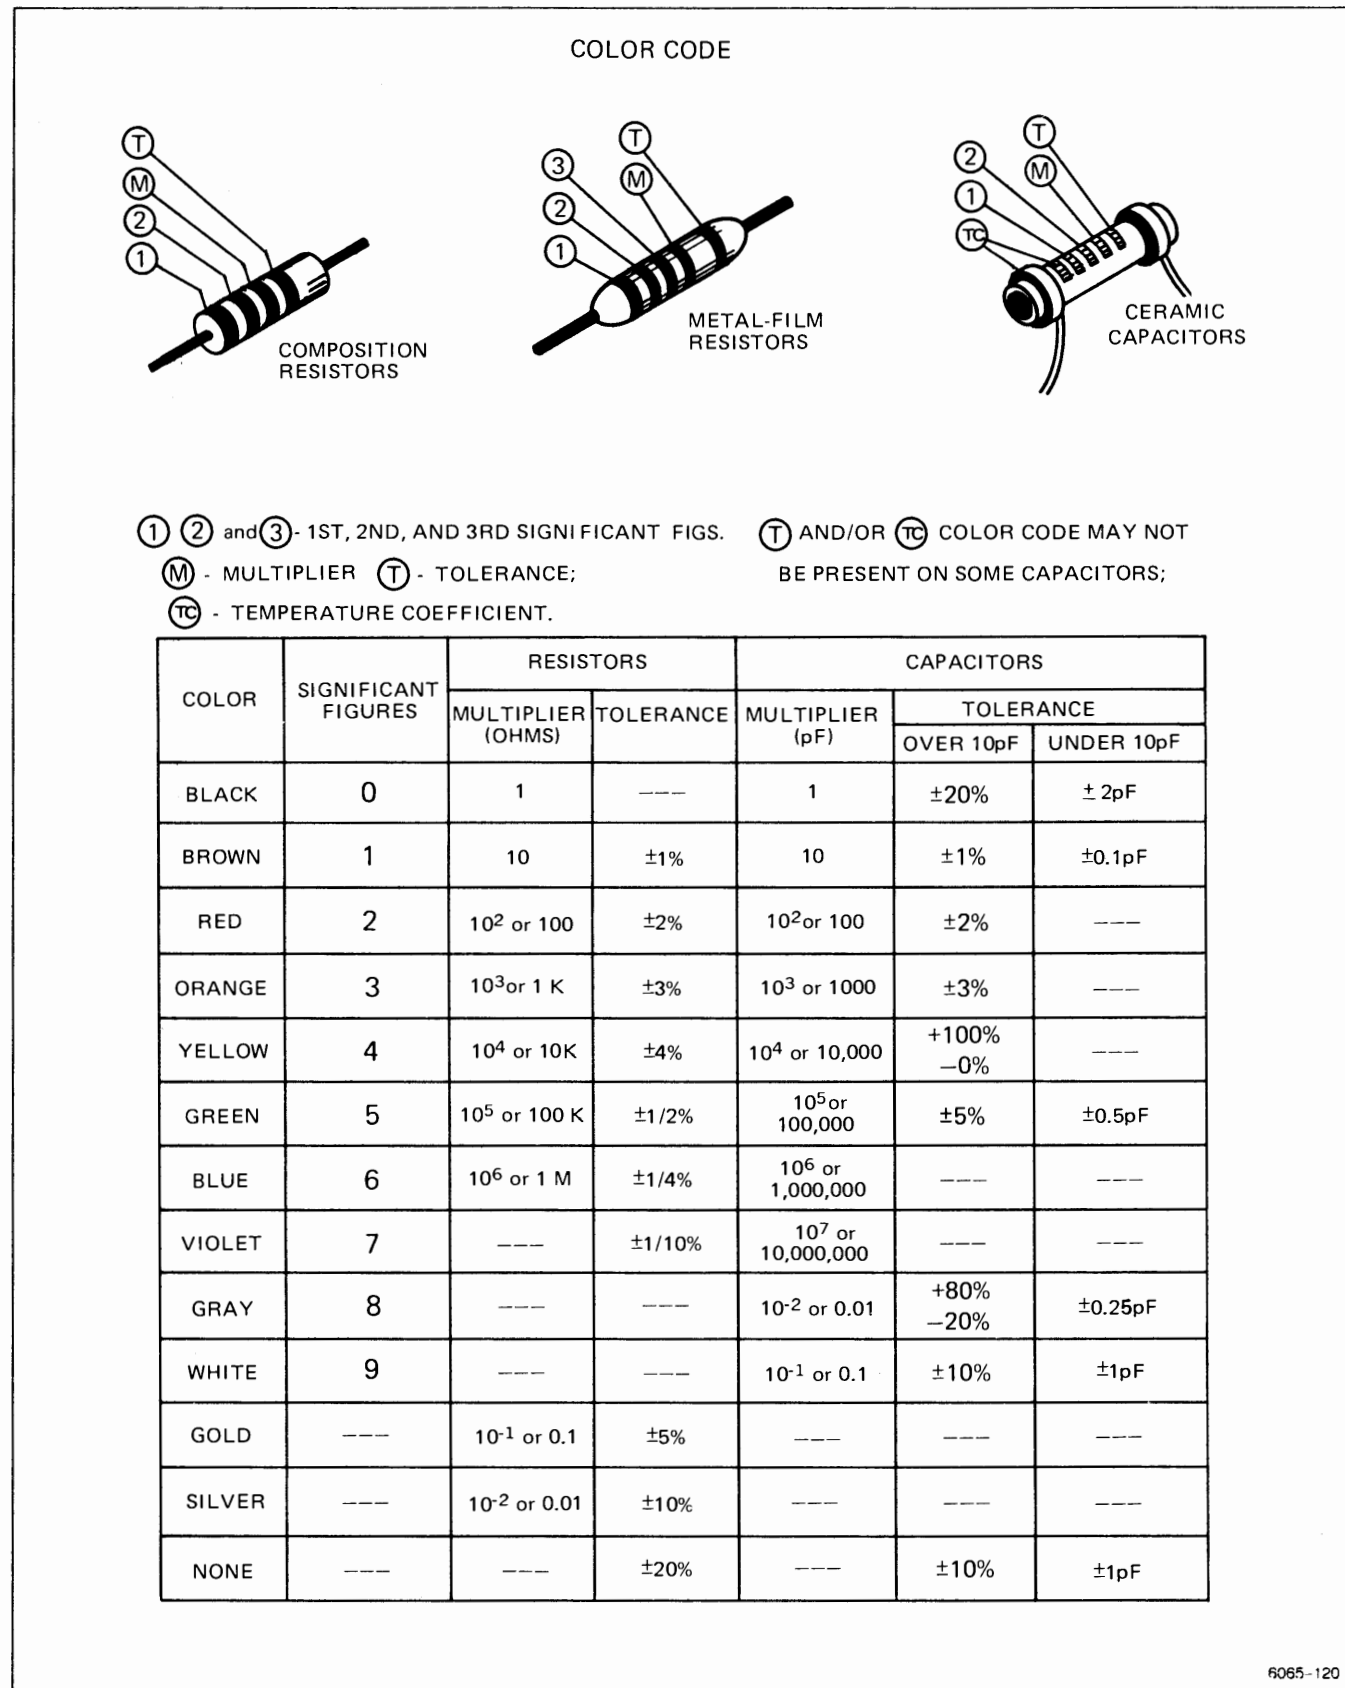 COLOR CODE
T
M
2
1
COMPOSITION
RESISTORS
T
3
M
2
1
METAL-FILM
RESISTORS
T
2
M
1
TC
CERAMIC
CAPACITORS
1 2 and 3 - 1ST, 2ND, AND 3RD SIGNIFICANT FIGS. T AND/OR TC COLOR CODE MAY NOT
M - MULTIPLIER T - TOLERANCE; BE PRESENT ON SOME CAPACITORS;
TC - TEMPERATURE COEFFICIENT.
COLOR SIGNIFICANT FIGURES RESISTORS CAPACITORS
MULTIPLIER (OHMS) TOLERANCE MULTIPLIER (pF) TOLERANCE
OVER 10pF UNDER 10pF
BLACK 0 1 --- 1 ±20% ± 2pF
BROWN 1 10 ±1% 10 ±1% ±0.1pF
RED 2 10² or 100 ±2% 10² or 100 ±2% ---
ORANGE 3 10³ or 1 K ±3% 10³ or 1000 ±3% ---
YELLOW 4 10⁴ or 10K ±4% 10⁴ or 10,000 +100% −0% ---
GREEN 5 10⁵ or 100 K ±1/2% 10⁵ or 100,000 ±5% ±0.5pF
BLUE 6 10⁶ or 1 M ±1/4% 10⁶ or 1,000,000 --- ---
VIOLET 7 --- ±1/10% 10⁷ or 10,000,000 --- ---
GRAY 8 --- --- 10⁻² or 0.01 +80% −20% ±0.25pF
WHITE 9 --- --- 10⁻¹ or 0.1 ±10% ±1pF
GOLD --- 10⁻¹ or 0.1 ±5% --- --- ---
SILVER --- 10⁻² or 0.01 ±10% --- --- ---
NONE --- --- ±20% --- ±10% ±1pF
6065-120